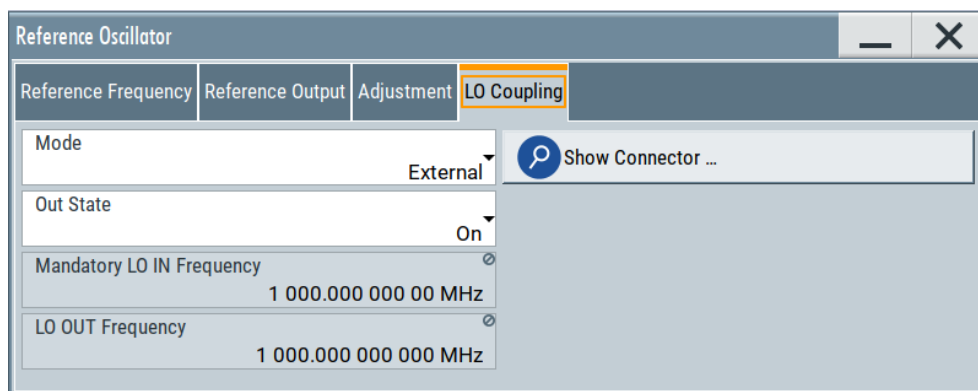 Reference Oscillator
Reference Frequency Reference Output Adjustment LO Coupling
Mode
External
Show Connector ...
Out State
On
Mandatory LO IN Frequency
1 000.000 000 00 MHz
LO OUT Frequency
1 000.000 000 000 MHz